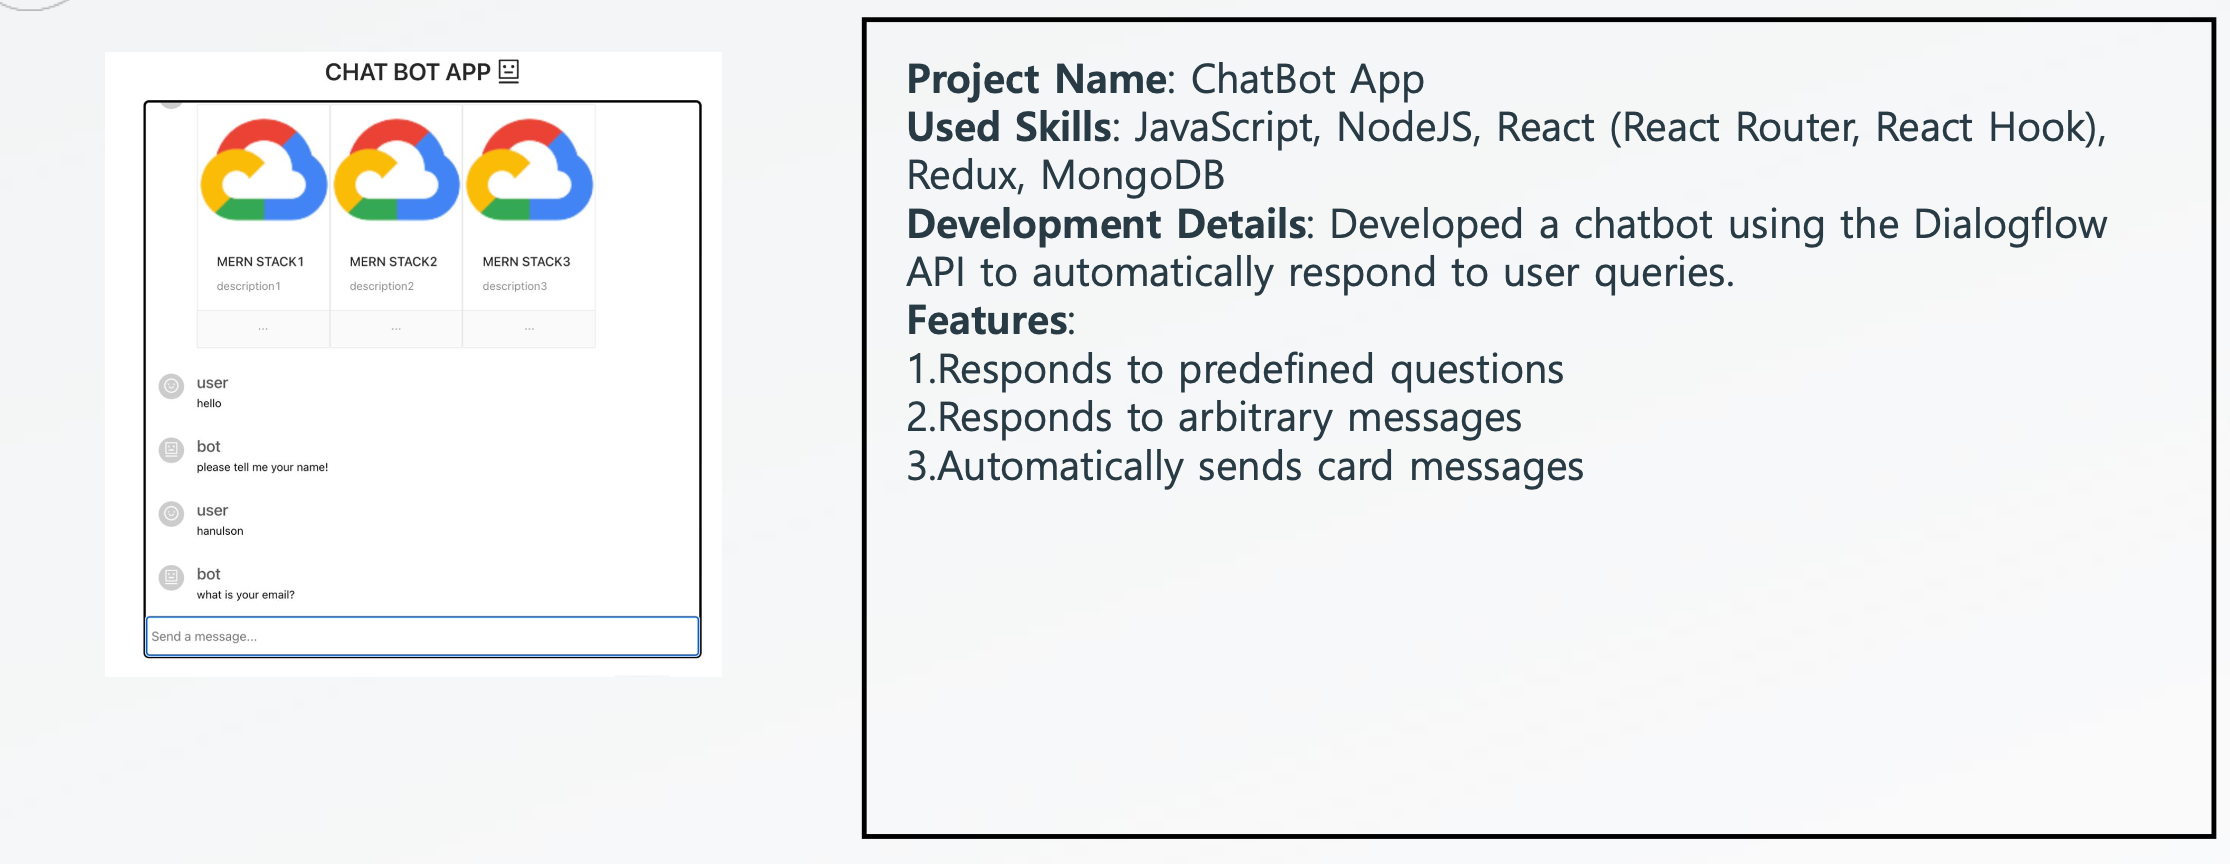 CHAT BOT APP
MERN STACK1
MERN STACK2
MERN STACK3
description1
description2
description3
...
...
...
user
hello
bot
please tell me your name!
user
hanulson
bot
what is your email?
Send a message...
Project Name: ChatBot App
Used Skills: JavaScript, NodeJS, React (React Router, React Hook),
Redux, MongoDB
Development Details: Developed a chatbot using the Dialogflow
API to automatically respond to user queries.
Features:
1.Responds to predefined questions
2.Responds to arbitrary messages
3.Automatically sends card messages